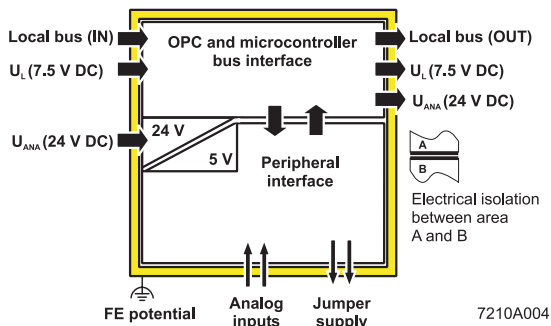 Local bus (IN)
OPC and microcontroller
bus interface
Local bus (OUT)
UL (7.5 V DC)
UL (7.5 V DC)
UANA (24 V DC)
UANA (24 V DC)
24 V
5 V
Peripheral
interface
A
B
Electrical isolation
between area
A and B
FE potential
Analog
inputs
Jumper
supply
7210A004